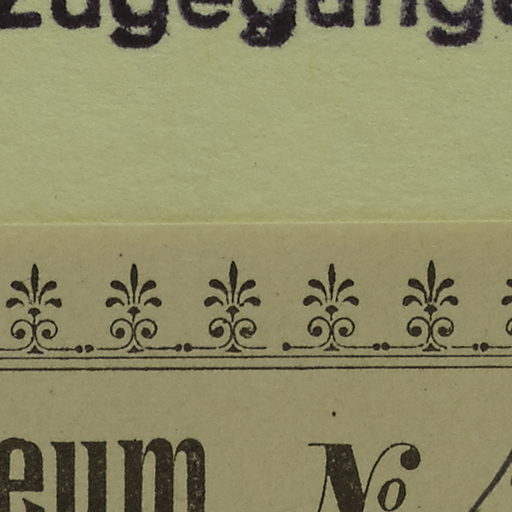 zugegange
eum № /